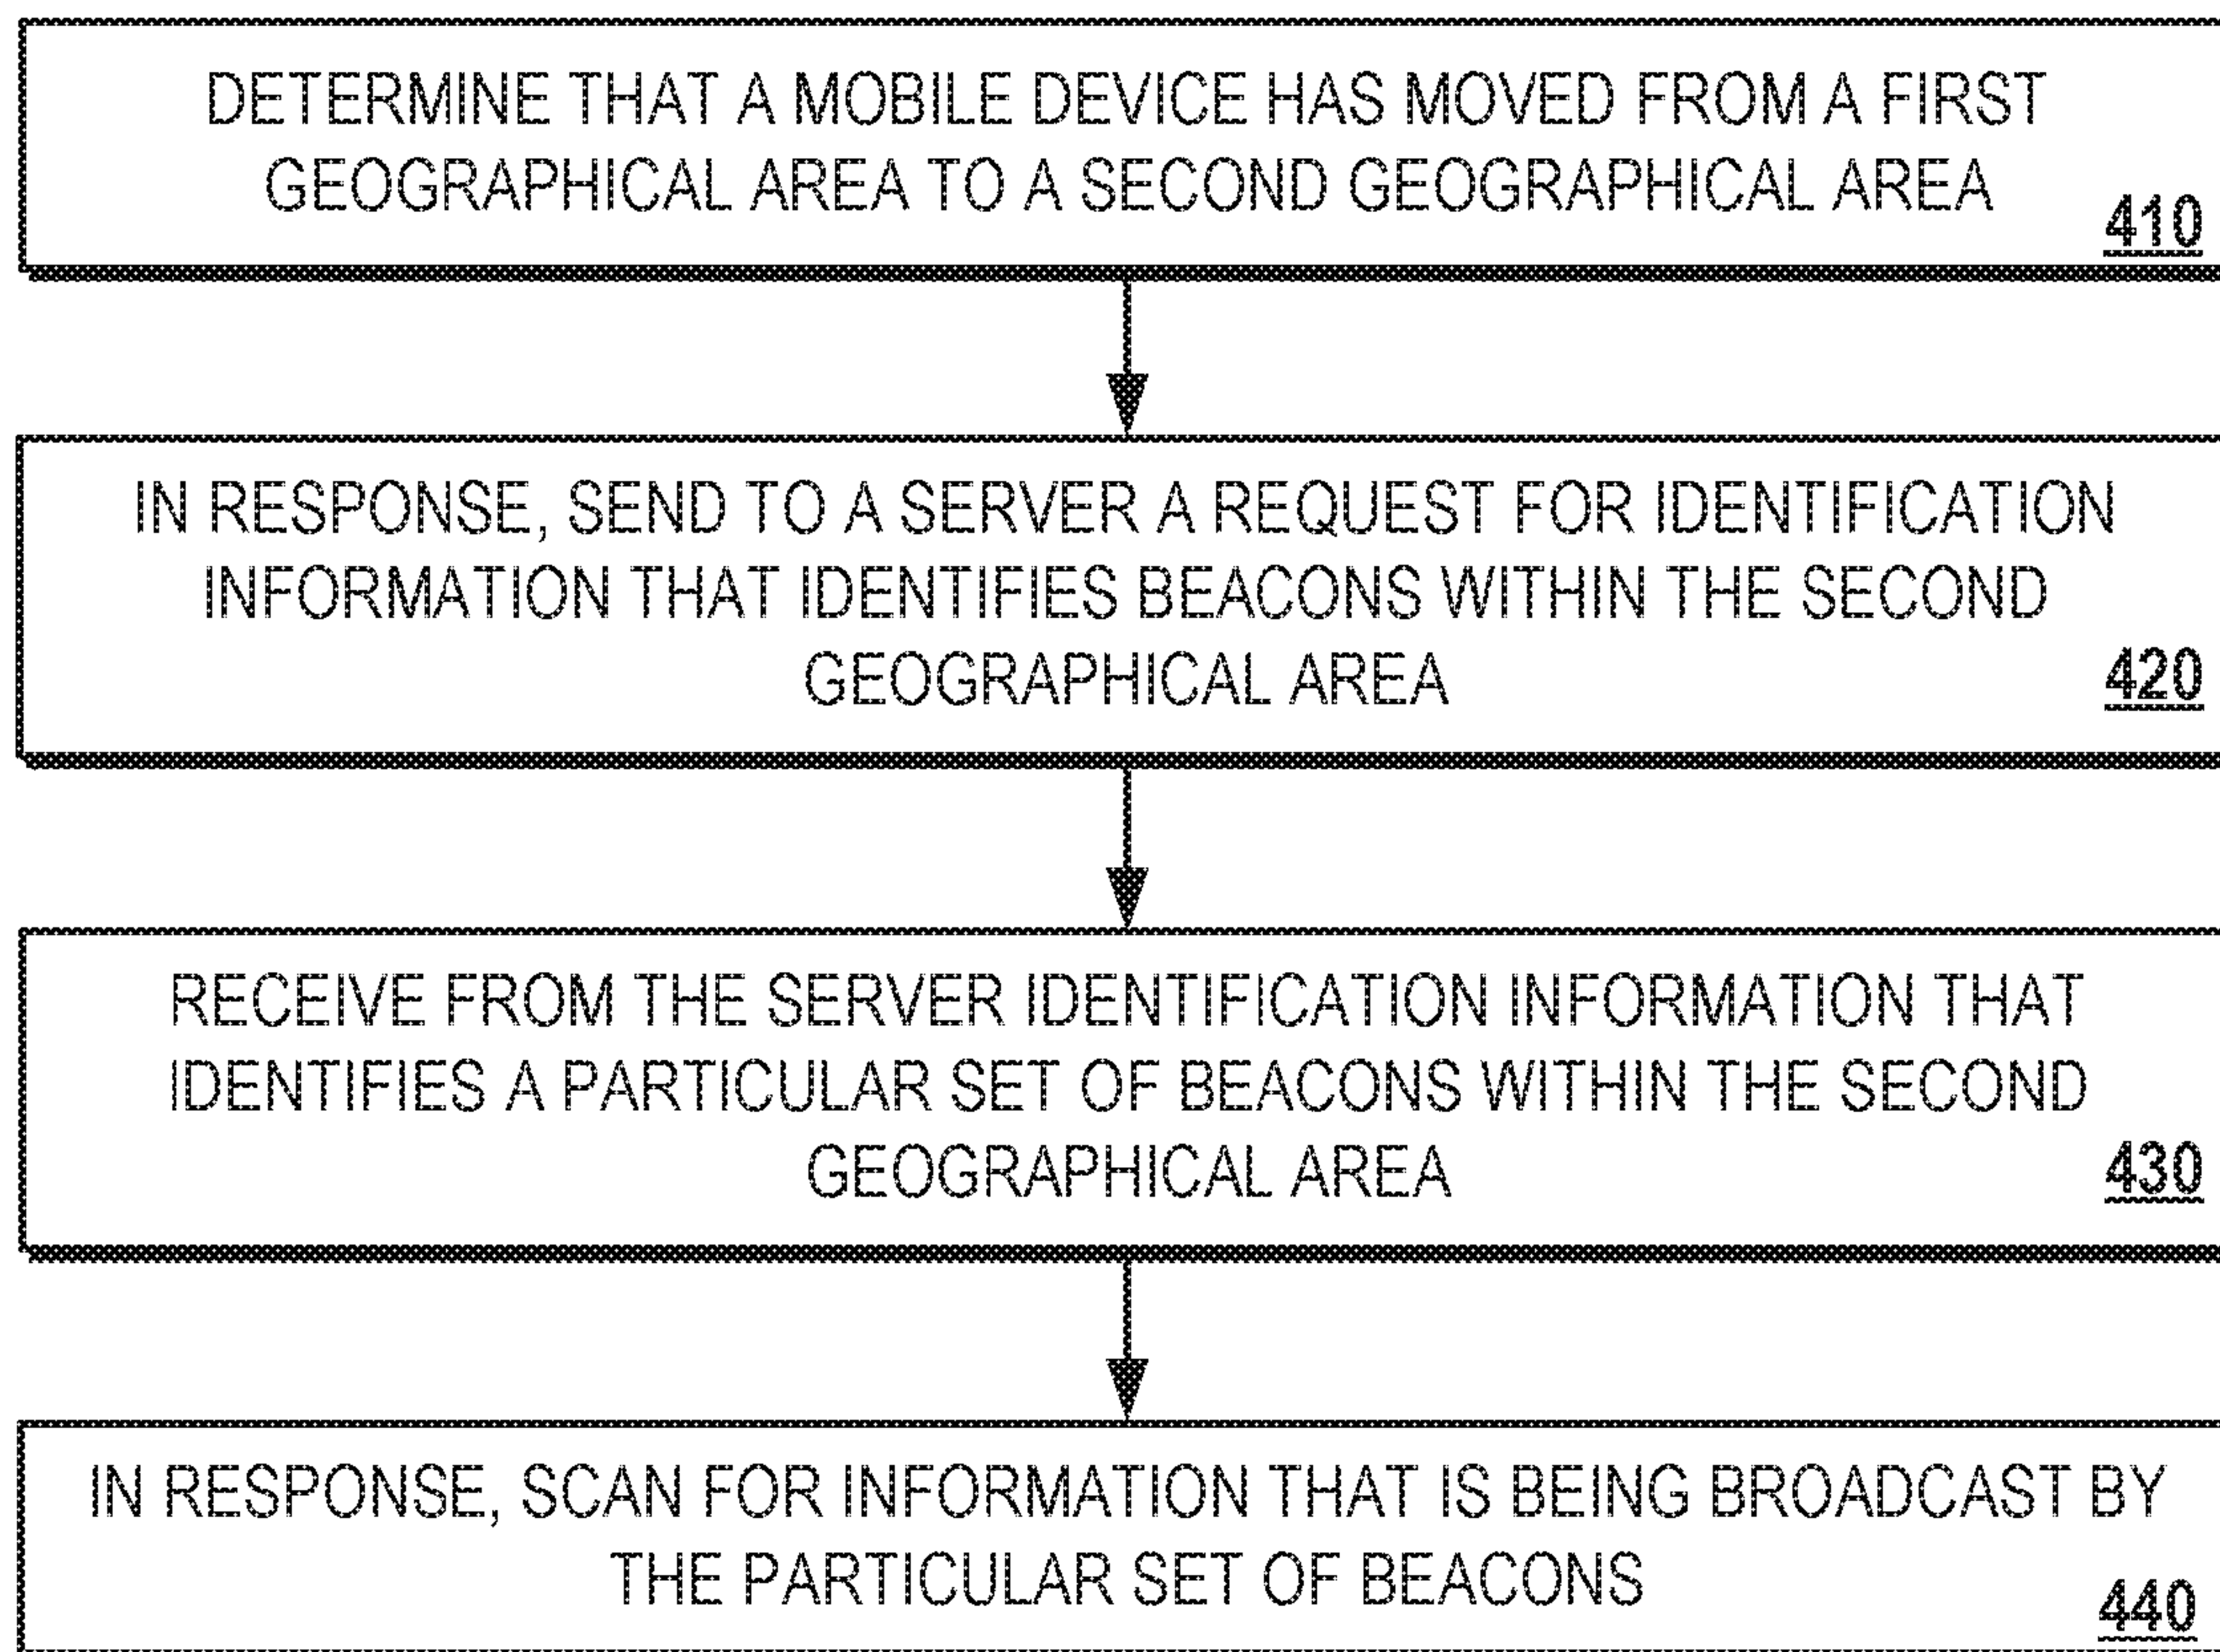 DETERMINE THAT A MOBILE DEVICE HAS MOVED FROM A FIRST
GEOGRAPHICAL AREA TO A SECOND GEOGRAPHICAL AREA
410
IN RESPONSE, SEND TO A SERVER A REQUEST FOR IDENTIFICATION
INFORMATION THAT IDENTIFIES BEACONS WITHIN THE SECOND
GEOGRAPHICAL AREA
420
RECEIVE FROM THE SERVER IDENTIFICATION INFORMATION THAT
IDENTIFIES A PARTICULAR SET OF BEACONS WITHIN THE SECOND
GEOGRAPHICAL AREA
430
IN RESPONSE, SCAN FOR INFORMATION THAT IS BEING BROADCAST BY
THE PARTICULAR SET OF BEACONS
440